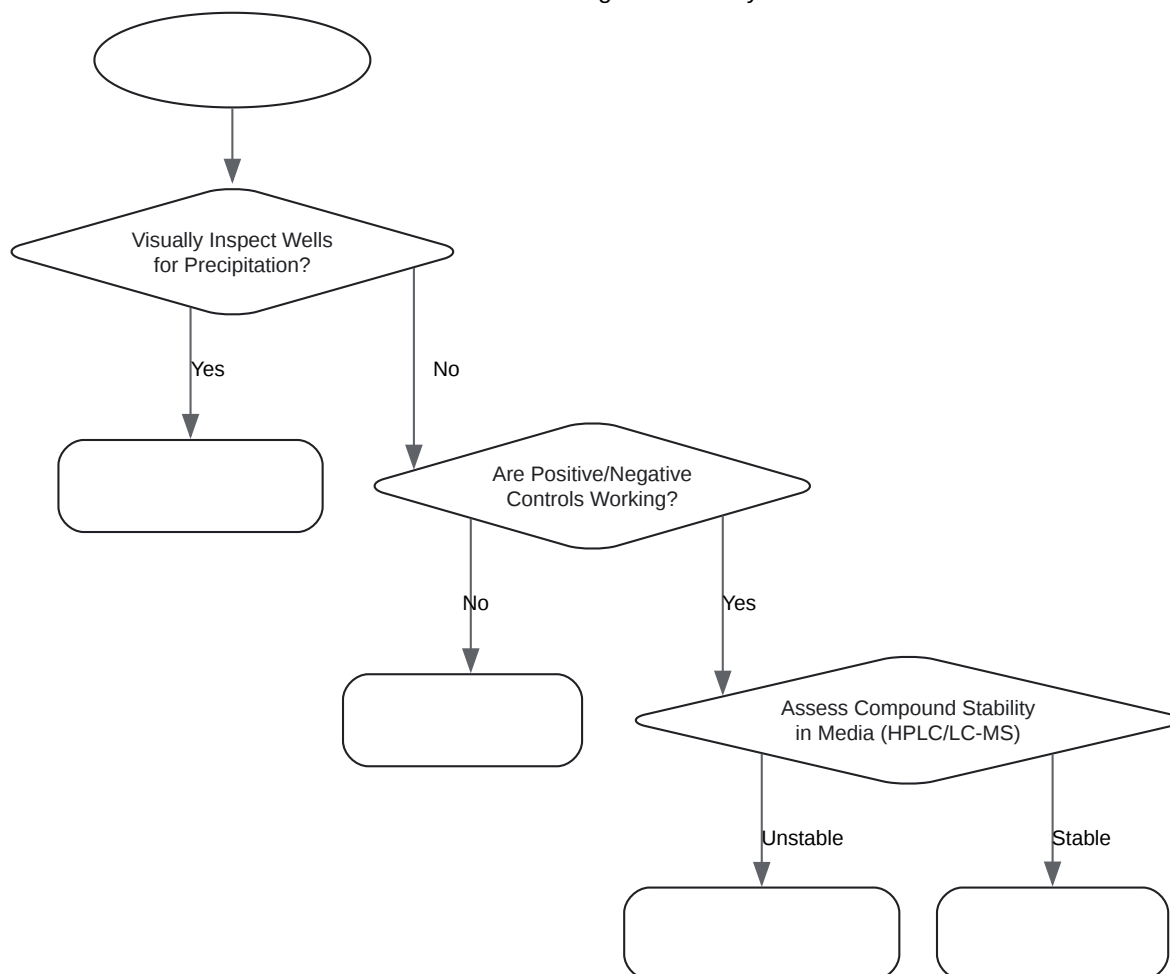 Visually Inspect Wells
for Precipitation?
Yes
No
Are Positive/Negative
Controls Working?
No
Yes
Assess Compound Stability
in Media (HPLC/LC-MS)
Unstable
Stable